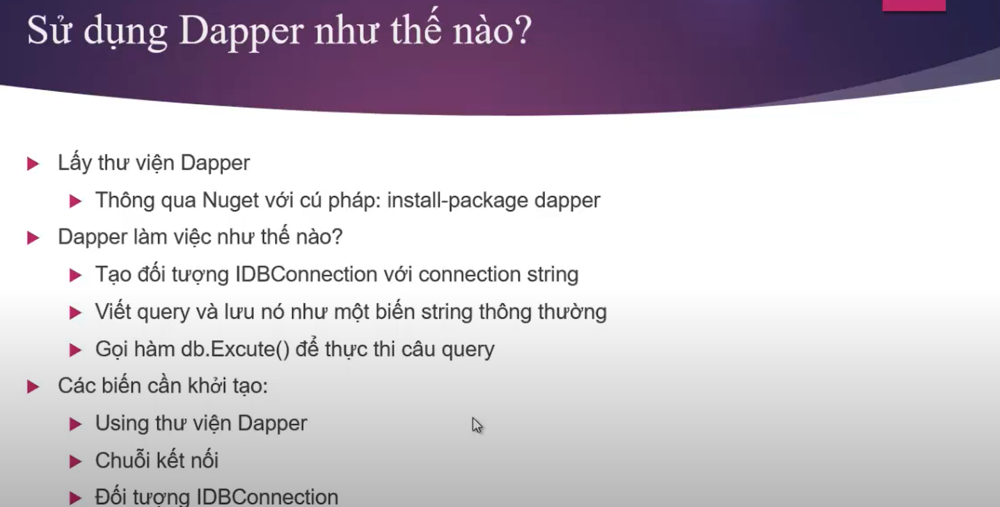 Sử dụng Dapper như thế nào?
Lấy thư viện Dapper
Thông qua Nuget với cú pháp: install-package dapper
Dapper làm việc như thế nào?
Tạo đối tượng IDBConnection với connection string
Viết query và lưu nó như một biến string thông thường
Gọi hàm db.Excute() để thực thi câu query
Các biến cần khởi tạo:
Using thư viện Dapper
Chuỗi kết nối
Đối tượng IDBConnection